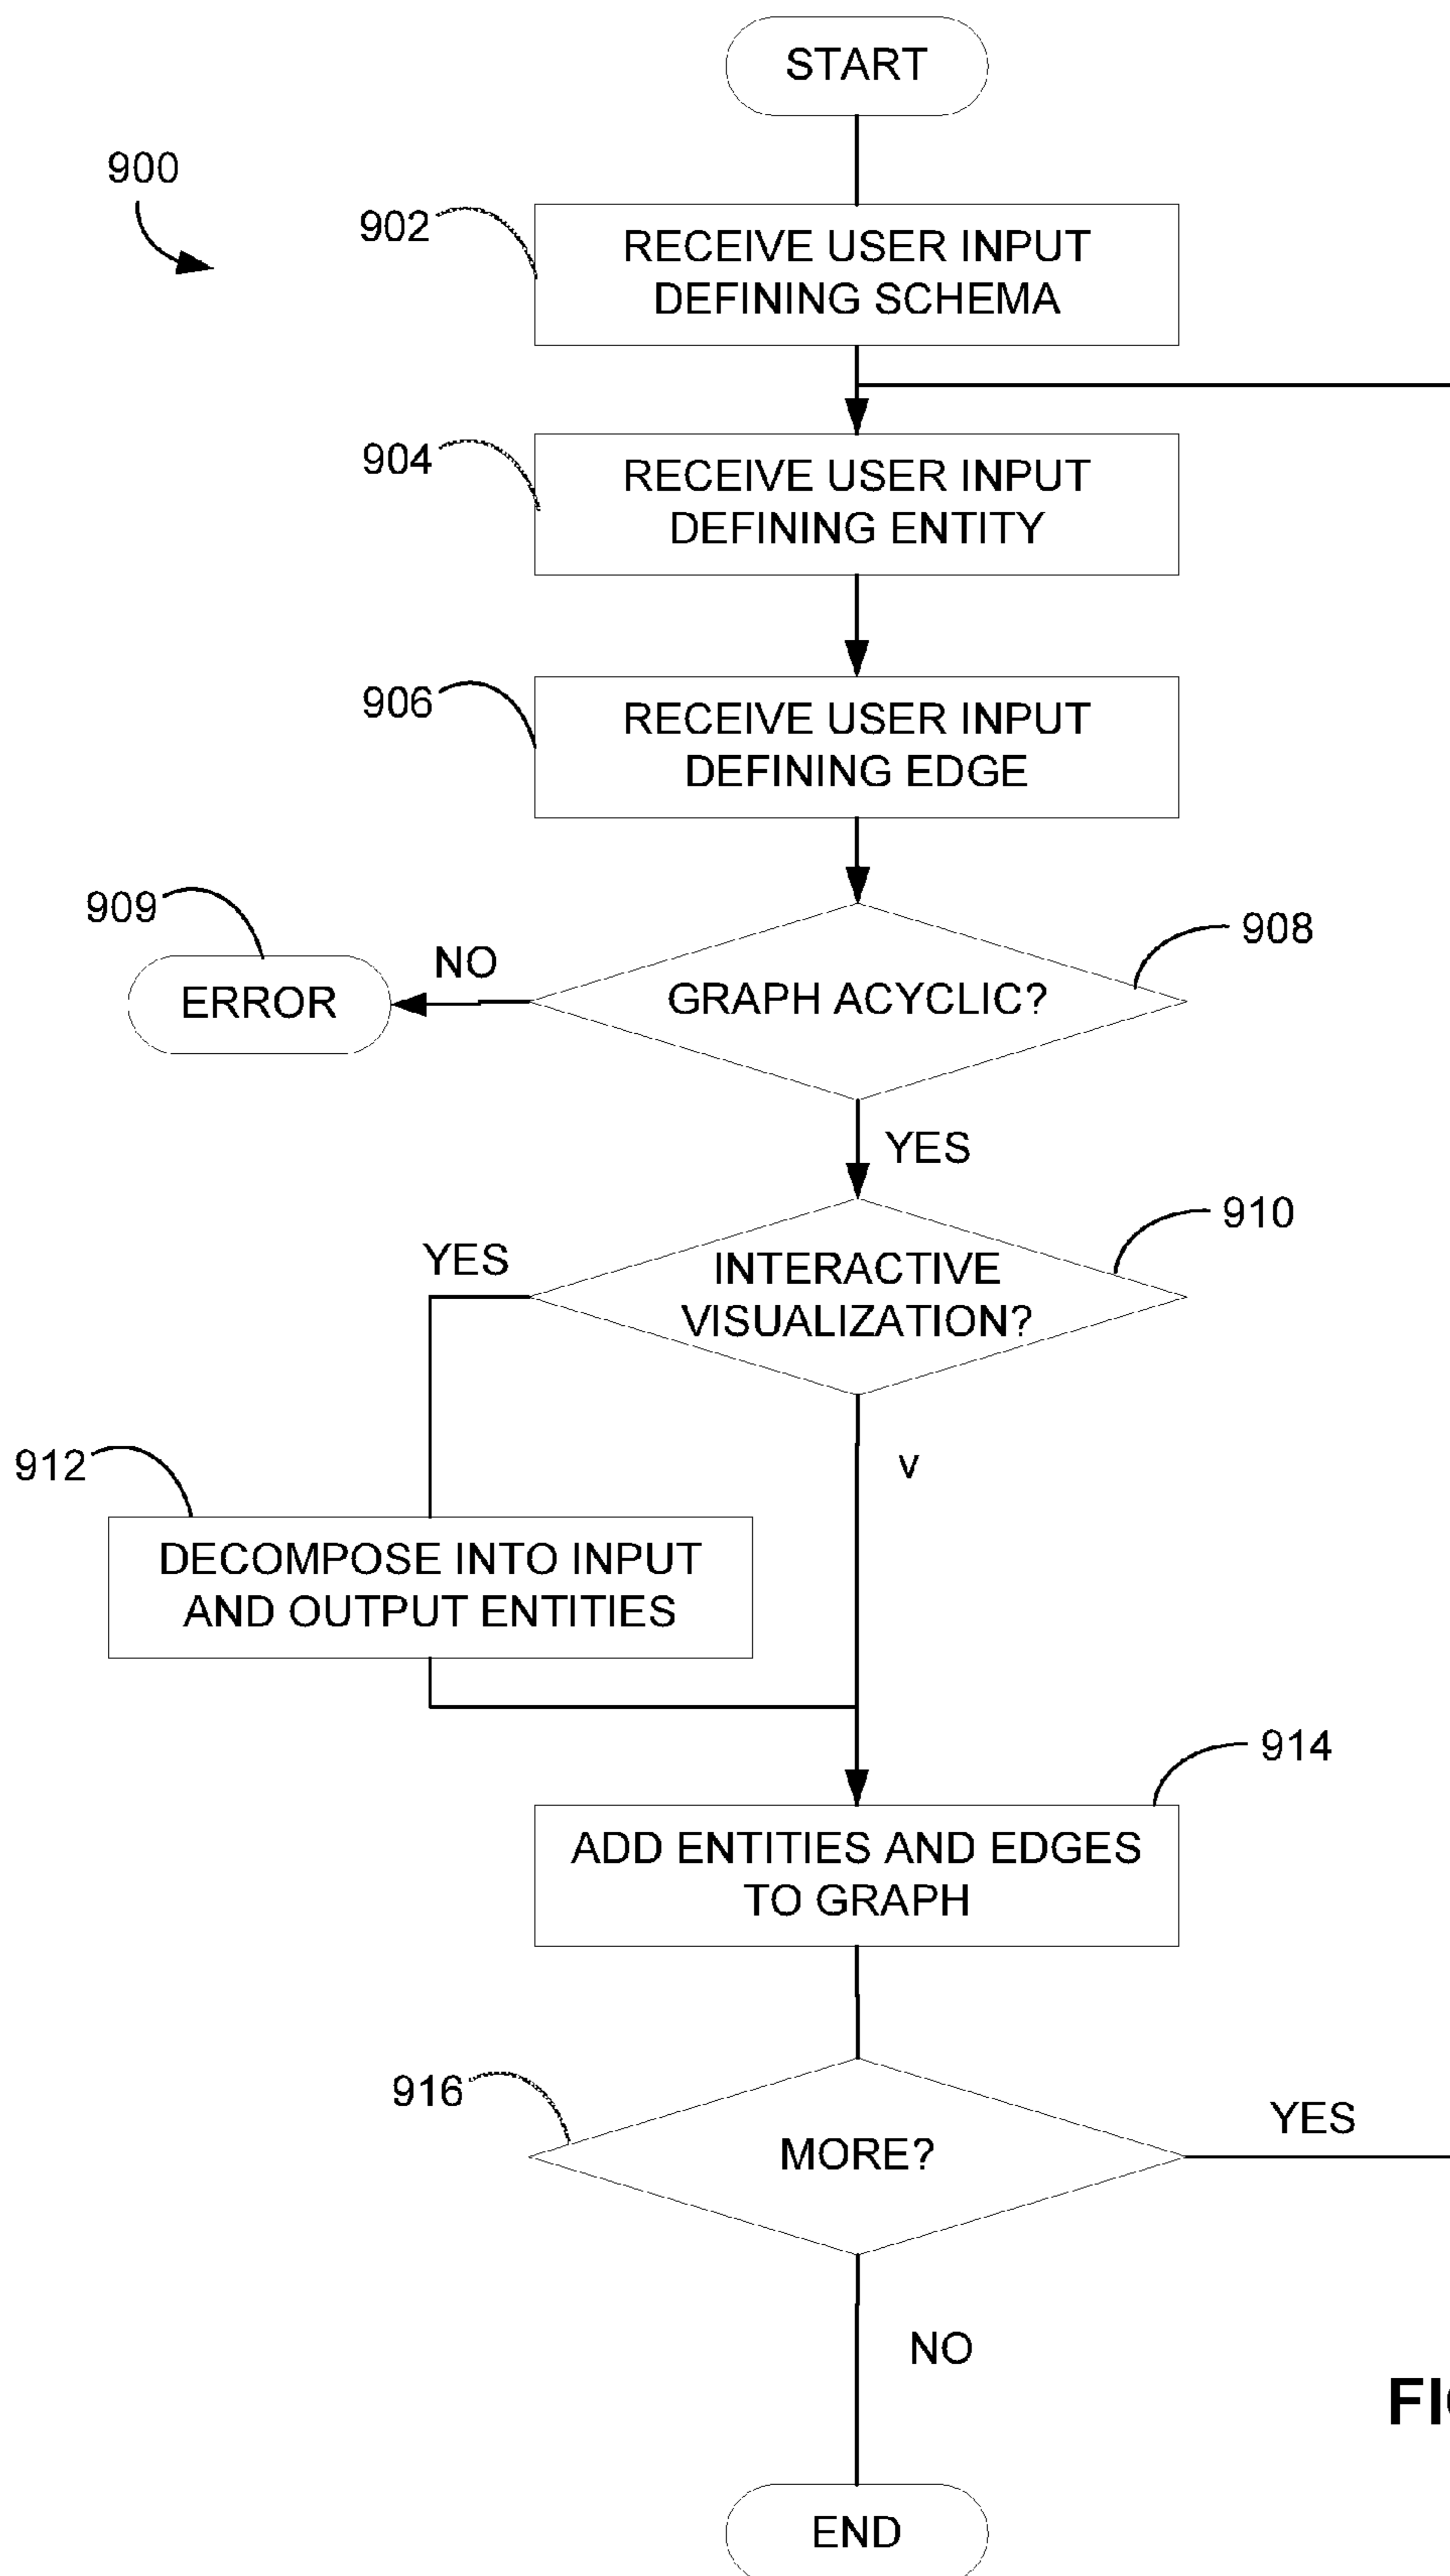 START
900
902
RECEIVE USER INPUT
DEFINING SCHEMA
904
RECEIVE USER INPUT
DEFINING ENTITY
906
RECEIVE USER INPUT
DEFINING EDGE
909
908
NO
ERROR
GRAPH ACYCLIC?
YES
910
YES
INTERACTIVE
VISUALIZATION?
912
v
DECOMPOSE INTO INPUT
AND OUTPUT ENTITIES
914
ADD ENTITIES AND EDGES
TO GRAPH
916
YES
MORE?
NO
END